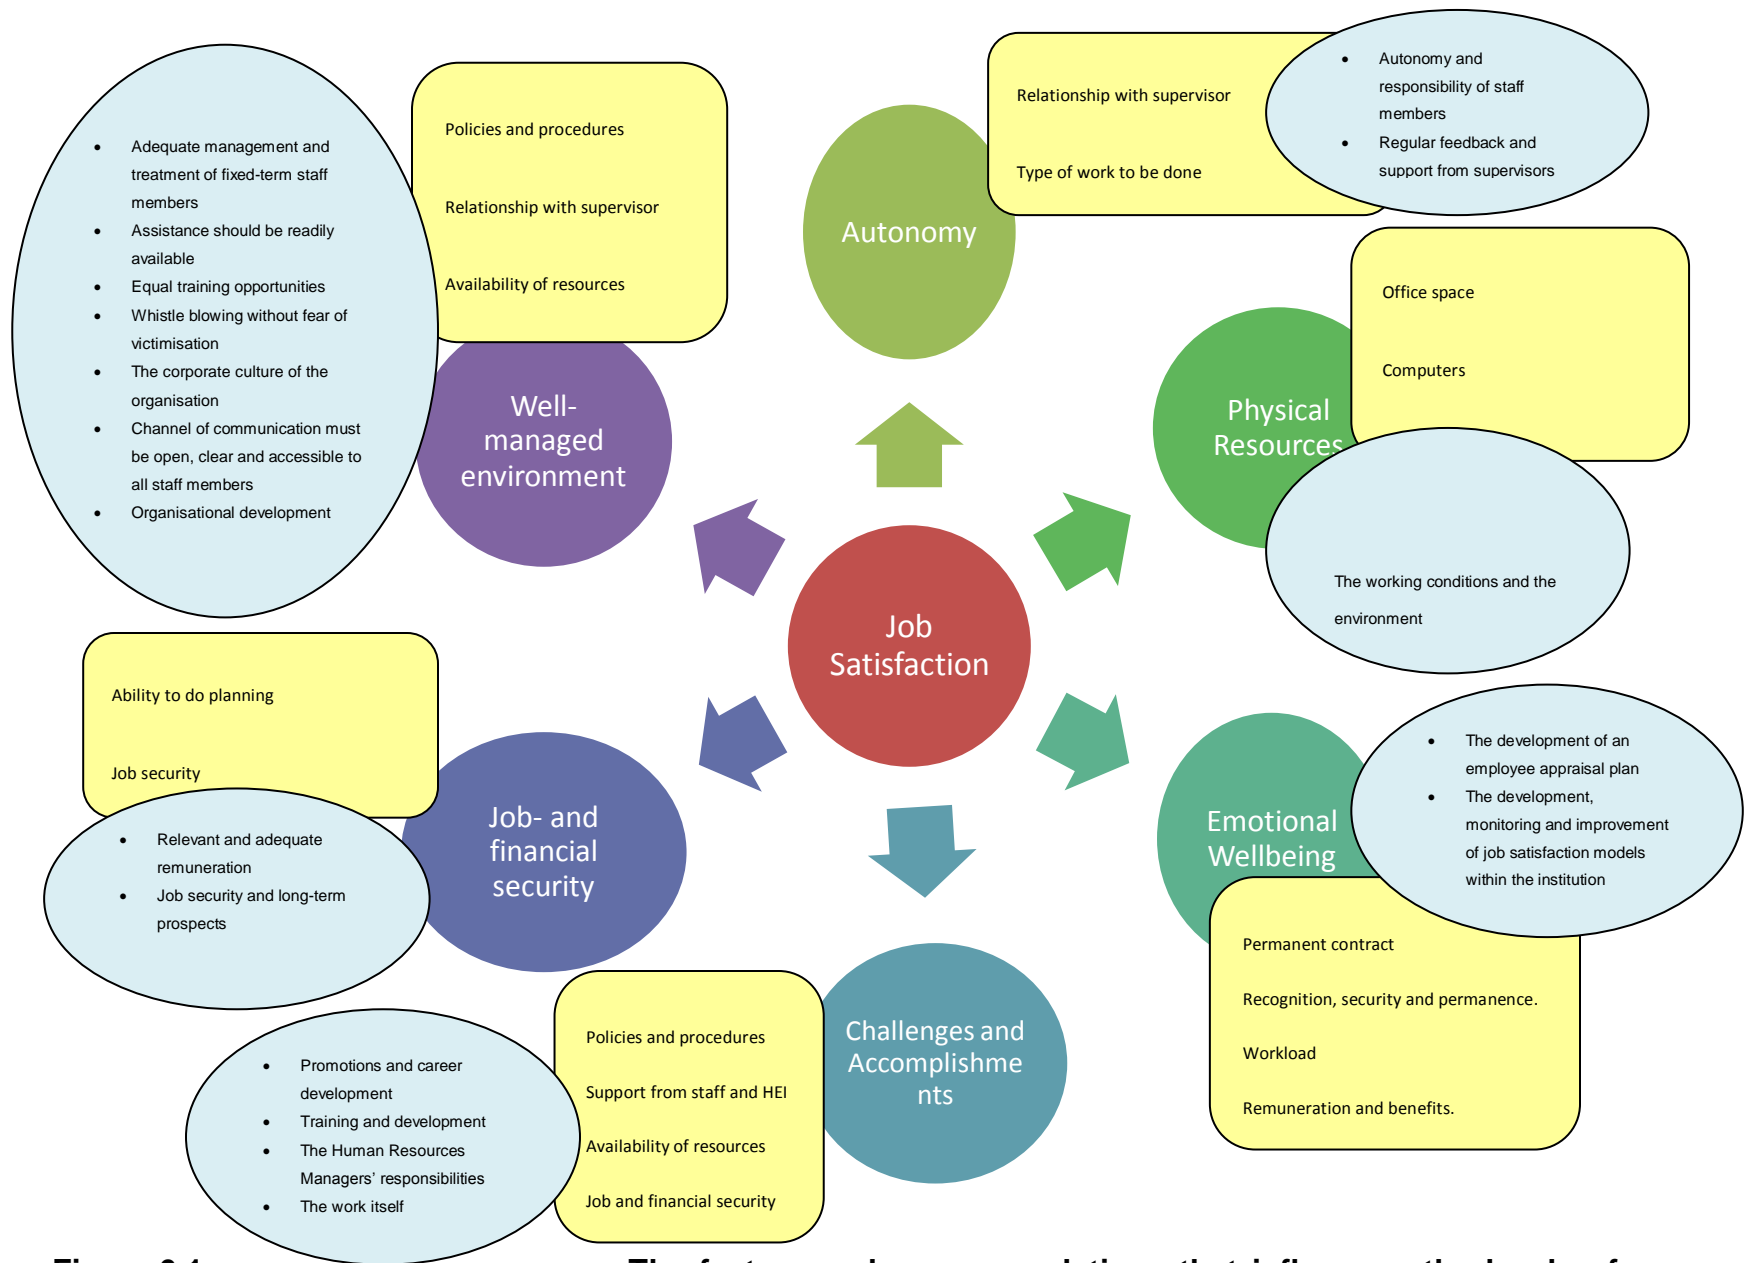 Relationship with supervisor
Type of work to be done
• Autonomy and
responsibility of staff
members
• Regular feedback and
support from supervisors
Autonomy
Policies and procedures
Relationship with supervisor
Availability of resources
• Adequate management and
treatment of fixed-term staff
members
• Assistance should be readily
available
• Equal training opportunities
• Whistle blowing without fear of
victimisation
• The corporate culture of the
organisation
• Channel of communication must
be open, clear and accessible to
all staff members
• Organisational development
Well-
managed
environment
Office space
Computers
Physical
Resources
The working conditions and the
environment
Job
Satisfaction
Ability to do planning
Job security
• Relevant and adequate
remuneration
• Job security and long-term
prospects
Job- and
financial
security
• The development of an
employee appraisal plan
• The development,
monitoring and improvement
of job satisfaction models
within the institution
Emotional
Wellbeing
Permanent contract
Recognition, security and permanence.
Workload
Remuneration and benefits.
Policies and procedures
Support from staff and HEI
Availability of resources
Job and financial security
Challenges and
Accomplishme
nts
• Promotions and career
development
• Training and development
• The Human Resources
Managers’ responsibilities
• The work itself